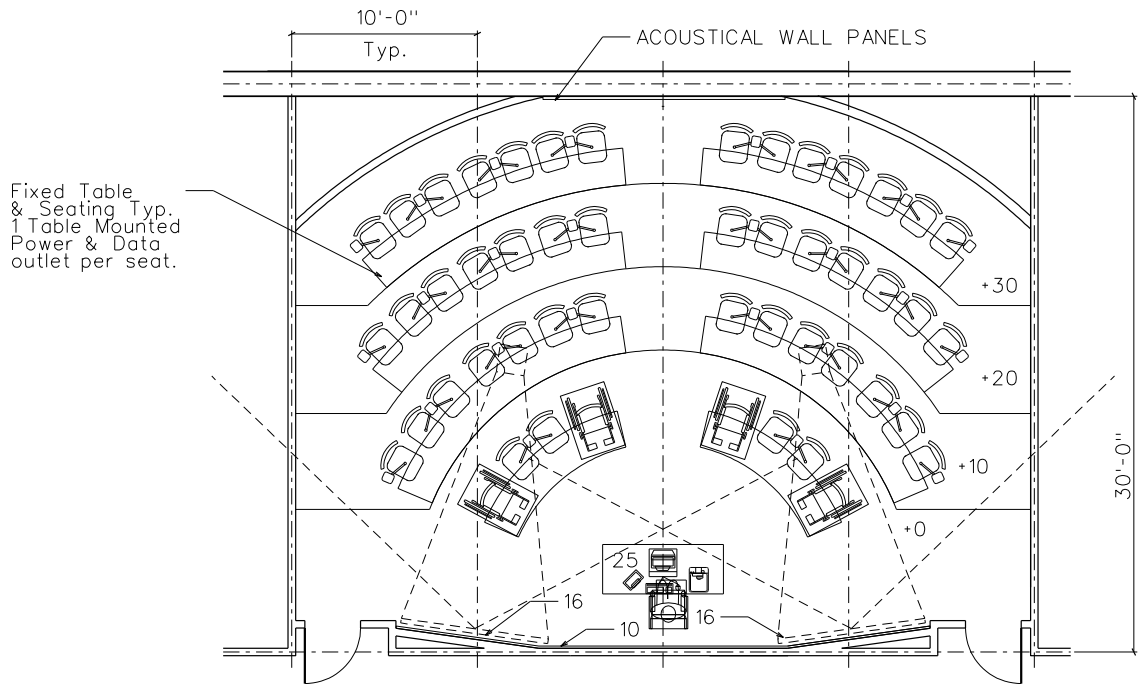 10'-0"
Typ.
ACOUSTICAL WALL PANELS
Fixed Table
& Seating Typ.
1 Table Mounted
Power & Data
outlet per seat.
+30
+20
+10
+0
30'-0"
25
16
10
16